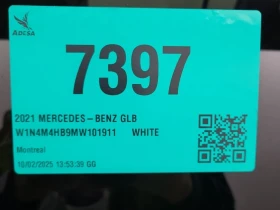 ADESA
7397
2021 MERCEDES-BENZ GLB
W1N4M4HB9MW101911 WHITE
Montreal
10/02/2025 13:53:39 GG